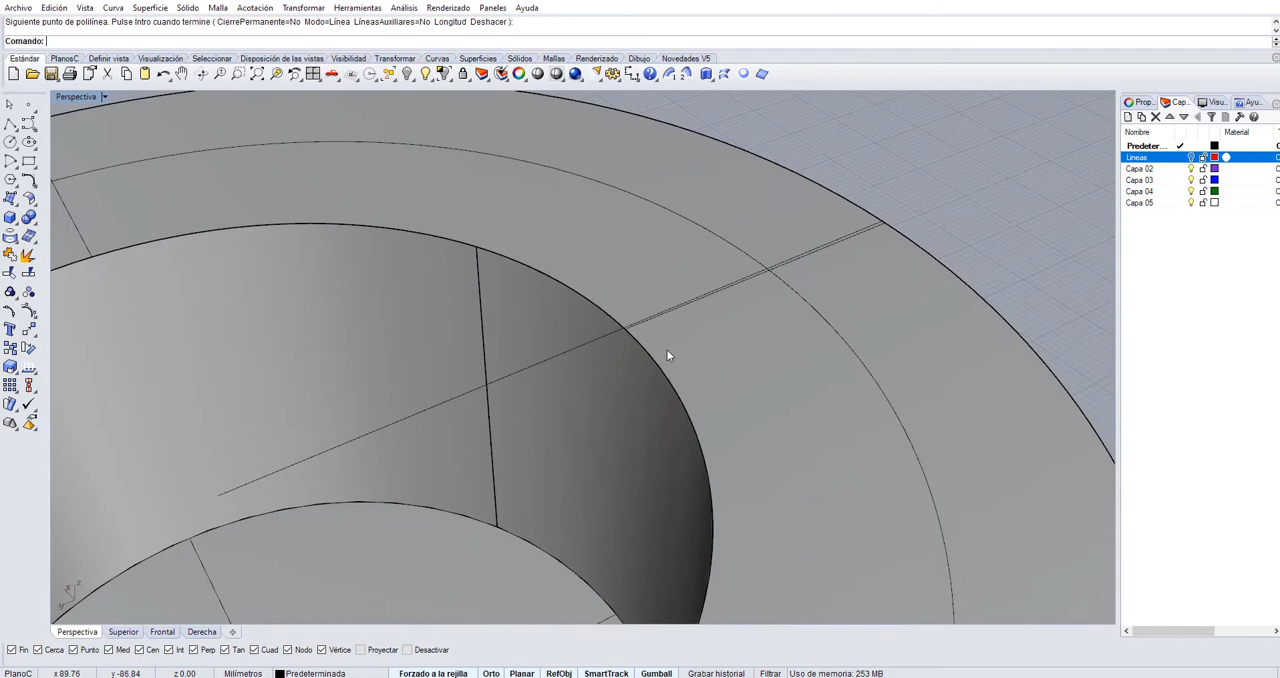 Archivo Edición Vista Curva Superficie Sólido Malla Acotación Transformar Herramientas Análisis Renderizado Paneles Ayuda
Siguiente punto de polilínea. Pulse Intro cuando termine ( CierrePermanente=No Modo=Línea LíneasAuxiliares=No Longitud Deshacer ):
Comando:
Estándar PlanosC Definir vista Visualización Seleccionar Disposición de las vistas Visibilidad Transformar Curvas Superficies Sólidos Mallas Renderizado Dibujo Novedades V5
Perspectiva
Prop... Cap... Visu... Ayu...
Nombre Material
Predeter...
Lineas
Capa 02
Capa 03
Capa 04
Capa 05
z
x
y
Perspectiva Superior Frontal Derecha
Fin Cerca Punto Med Cen Int Perp Tan Cuad Nodo Vértice Proyectar Desactivar
PlanoC x 89.76 y -86.84 z 0.00 Milímetros Predeterminada Forzado a la rejilla Orto Planar RefObj SmartTrack Gumball Grabar historial Filtrar Uso de memoria: 253 MB